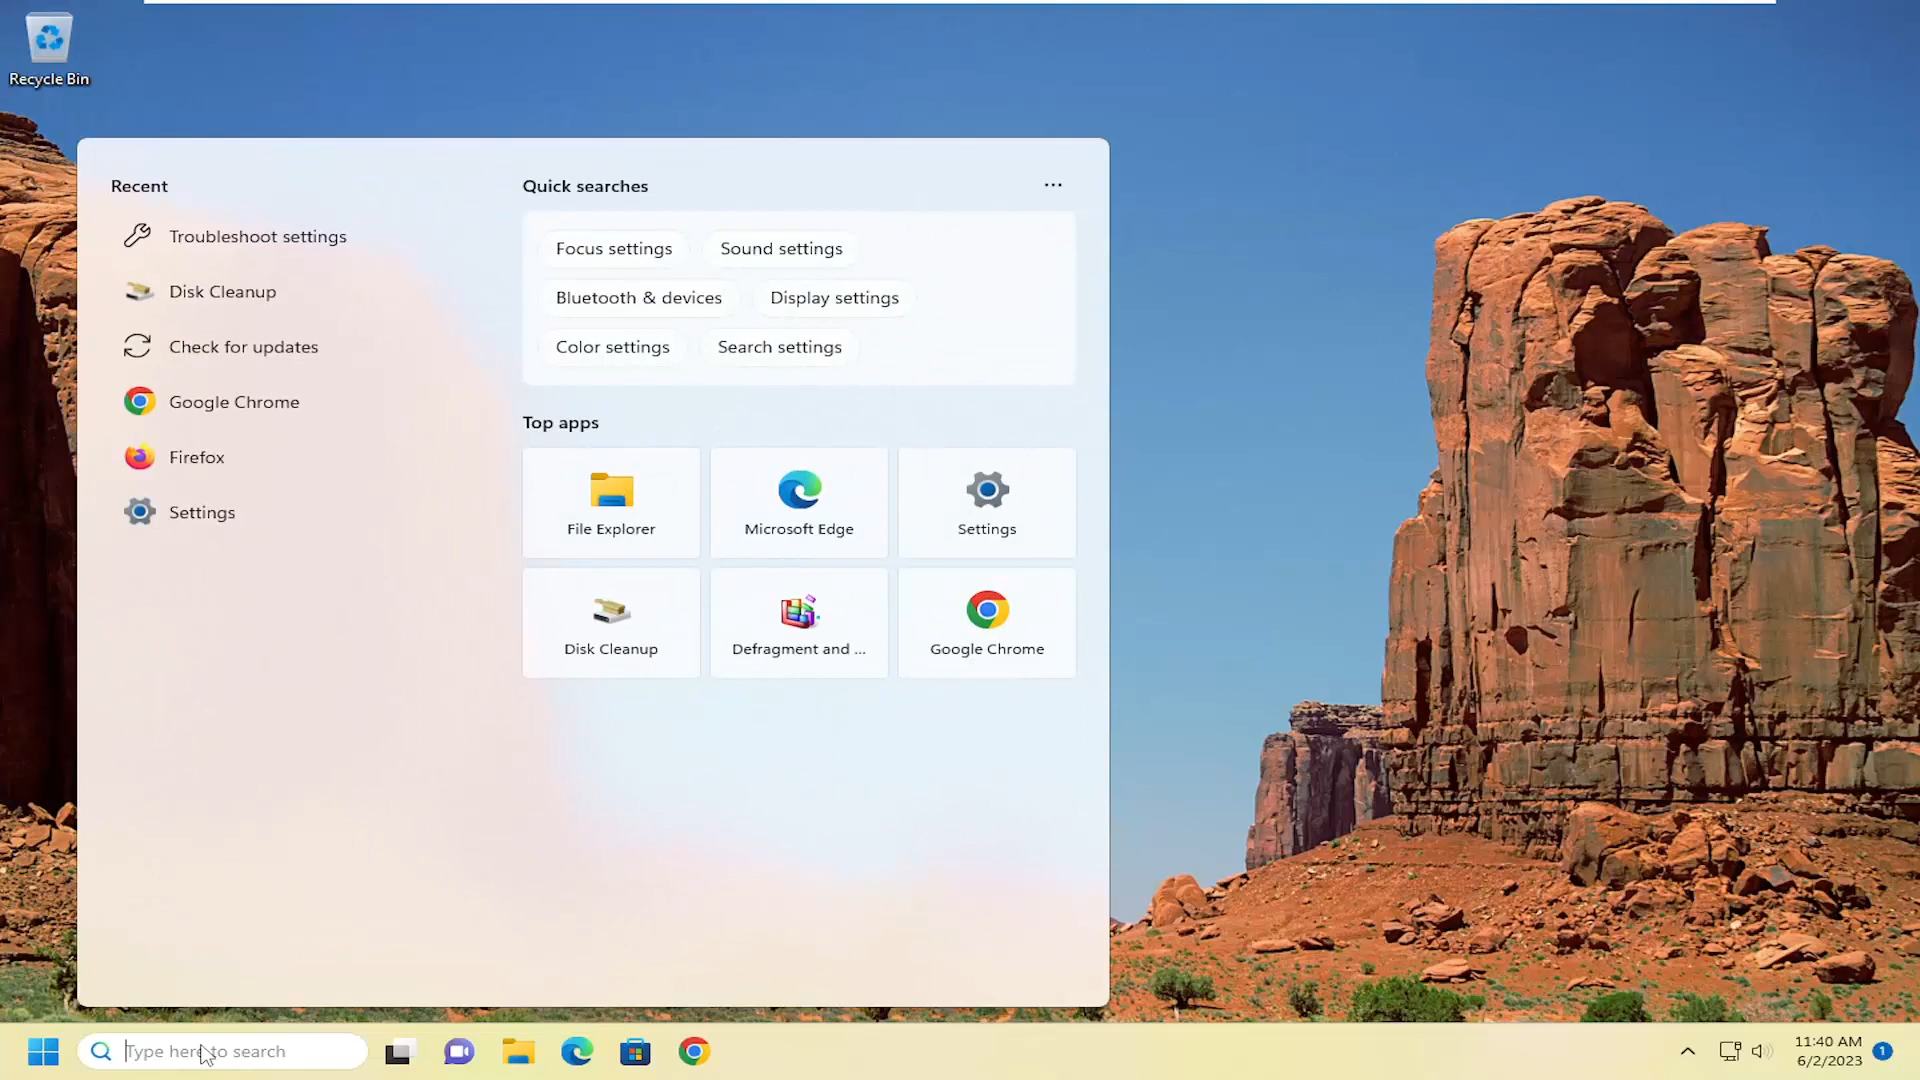 Recycle Bin
Recent
Troubleshoot settings
Disk Cleanup
Check for updates
Google Chrome
Firefox
Settings
Quick searches
Focus settings
Sound settings
Bluetooth & devices
Display settings
Color settings
Search settings
Top apps
File Explorer
Microsoft Edge
Settings
Disk Cleanup
Defragment and ...
Google Chrome
Type here to search
11:40 AM
6/2/2023
1